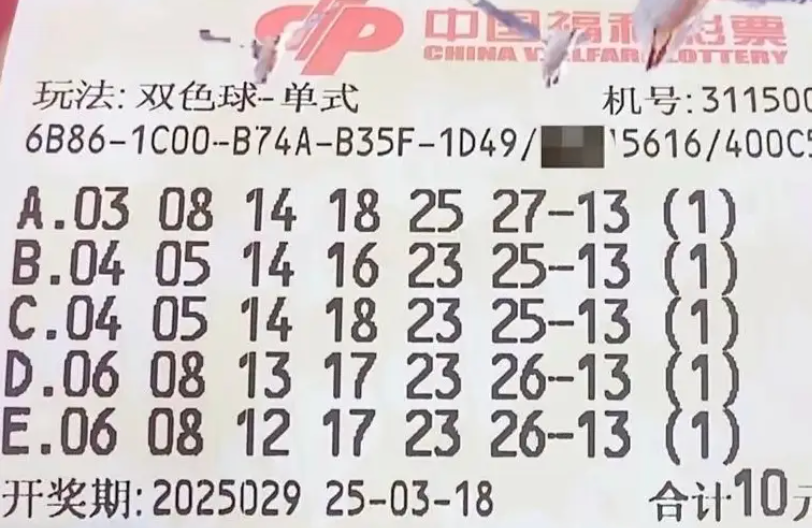 中国福利彩票
CHINA WELFARE LOTTERY
玩法: 双色球-单式 机号:311500
6B86-1C00-B74A-B35F-1D49/ 5616/400C5
A.03 08 14 18 25 27-13 (1)
B.04 05 14 16 23 25-13 (1)
C.04 05 14 18 23 25-13 (1)
D.06 08 13 17 23 26-13 (1)
E.06 08 12 17 23 26-13 (1)
开奖期: 2025029 25-03-18 合计10元